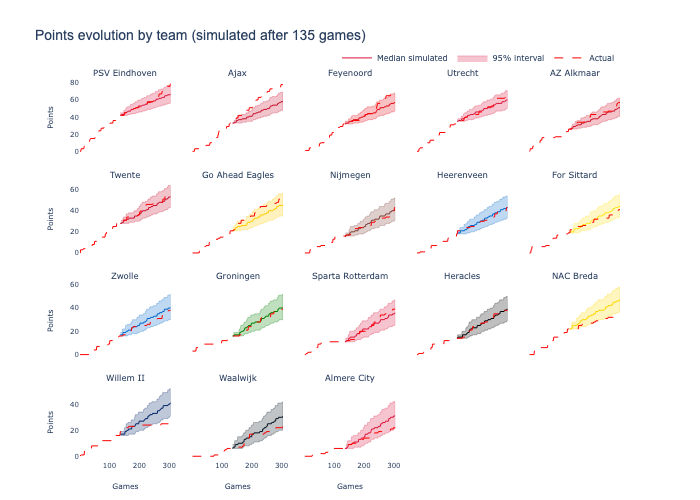 Points evolution by team (simulated after 135 games)
Median simulated 95% interval Actual
PSV Eindhoven Ajax Feyenoord Utrecht AZ Alkmaar
80
60
40
20
0
Points
Twente Go Ahead Eagles Nijmegen Heerenveen For Sittard
60
40
20
0
Points
Zwolle Groningen Sparta Rotterdam Heracles NAC Breda
60
40
20
0
Points
Willem II Waalwijk Almere City
40
20
0
Points
100 200 300 100 200 300 100 200 300
Games Games Games